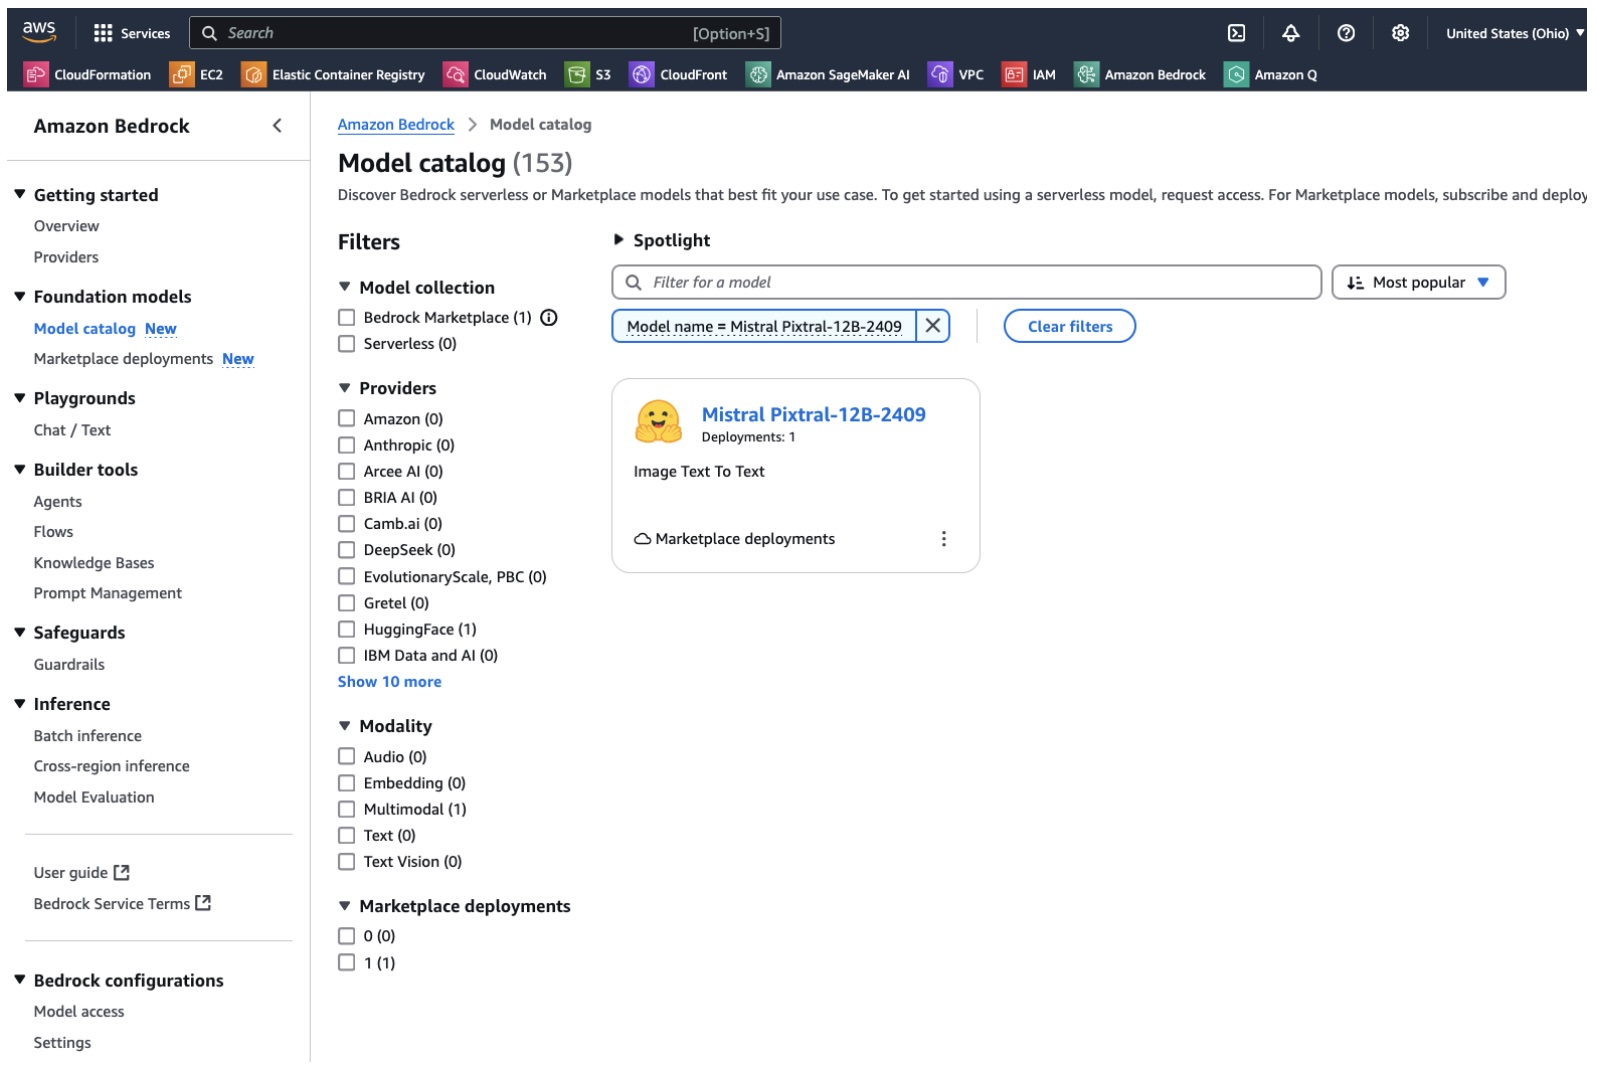 aws
Services
Search
[Option+S]
United States (Ohio)
CloudFormation
EC2
Elastic Container Registry
CloudWatch
S3
CloudFront
Amazon SageMaker AI
VPC
IAM
Amazon Bedrock
Amazon Q
Amazon Bedrock
Getting started
Overview
Providers
Foundation models
Model catalog New
Marketplace deployments New
Playgrounds
Chat / Text
Builder tools
Agents
Flows
Knowledge Bases
Prompt Management
Safeguards
Guardrails
Inference
Batch inference
Cross-region inference
Model Evaluation
User guide
Bedrock Service Terms
Bedrock configurations
Model access
Settings
Amazon Bedrock > Model catalog
Model catalog (153)
Discover Bedrock serverless or Marketplace models that best fit your use case. To get started using a serverless model, request access. For Marketplace models, subscribe and deploy
Filters
Model collection
Bedrock Marketplace (1)
Serverless (0)
Providers
Amazon (0)
Anthropic (0)
Arcee AI (0)
BRIA AI (0)
Camb.ai (0)
DeepSeek (0)
EvolutionaryScale, PBC (0)
Gretel (0)
HuggingFace (1)
IBM Data and AI (0)
Show 10 more
Modality
Audio (0)
Embedding (0)
Multimodal (1)
Text (0)
Text Vision (0)
Marketplace deployments
0 (0)
1 (1)
Spotlight
Filter for a model
Most popular
Model name = Mistral Pixtral-12B-2409
Clear filters
Mistral Pixtral-12B-2409
Deployments: 1
Image Text To Text
Marketplace deployments